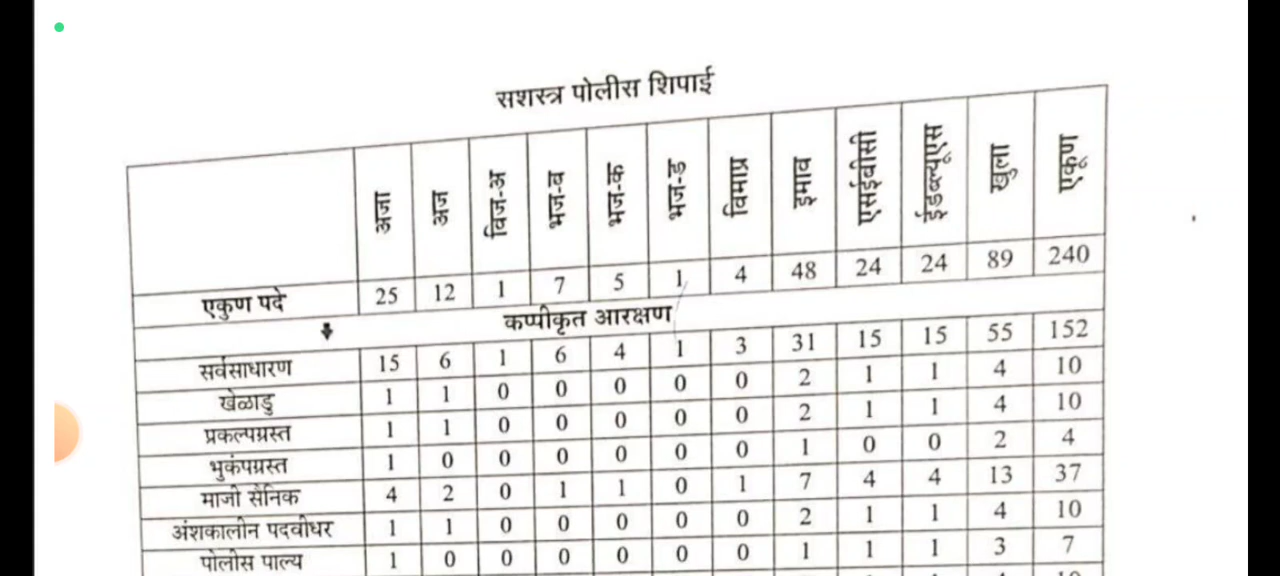 सशस्त्र पोलीस शिपाई
अजा अज विज-अ भज-ब भज-क भज-ड विमाप्र इमाव एसईबीसी ईडब्ल्यूएस खुला एकूण
एकुण पदे 25 12 1 7 5 1 4 48 24 24 89 240
कप्पीकृत आरक्षण
सर्वसाधारण 15 6 1 6 4 1 3 31 15 15 55 152
खेळाडु 1 1 0 0 0 0 0 2 1 1 4 10
प्रकल्पग्रस्त 1 1 0 0 0 0 0 2 1 1 4 10
भुकंपग्रस्त 1 0 0 0 0 0 0 1 0 0 2 4
माजी सैनिक 4 2 0 1 1 0 1 7 4 4 13 37
अंशकालीन पदवीधर 1 1 0 0 0 0 0 2 1 1 4 10
पोलीस पाल्य 1 0 0 0 0 0 0 1 1 1 3 7